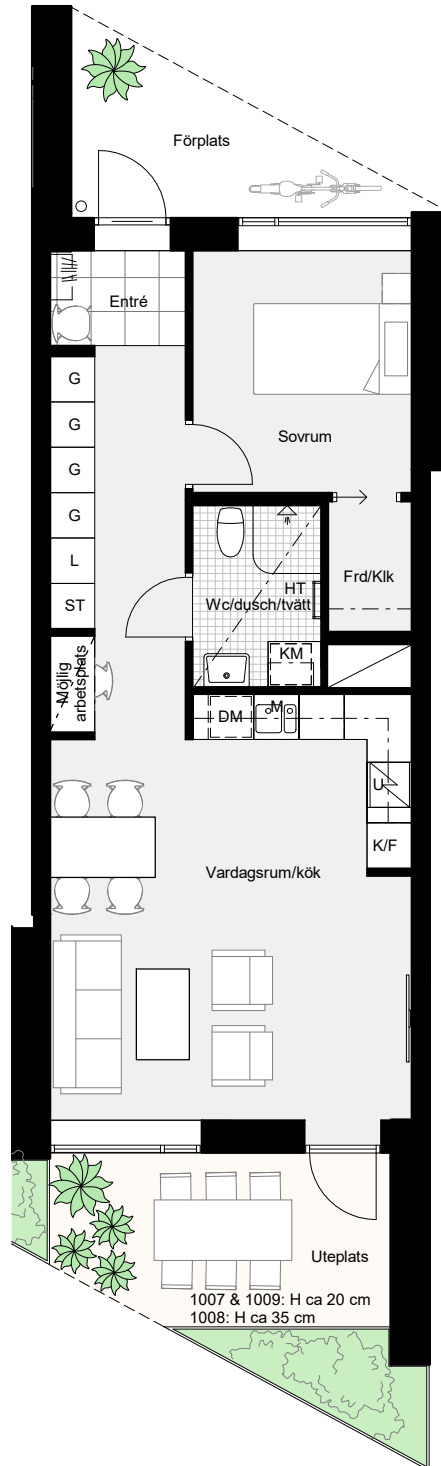 Förplats
Entré
G
G
G
G
L
ST
Sovrum
Frd/Klk
HT
Wc/dusch/tvätt
KM
Möjlig
arbetsplats
DM
M
U
K/F
Vardagsrum/kök
Uteplats
1007 & 1009: H ca 20 cm
1008: H ca 35 cm